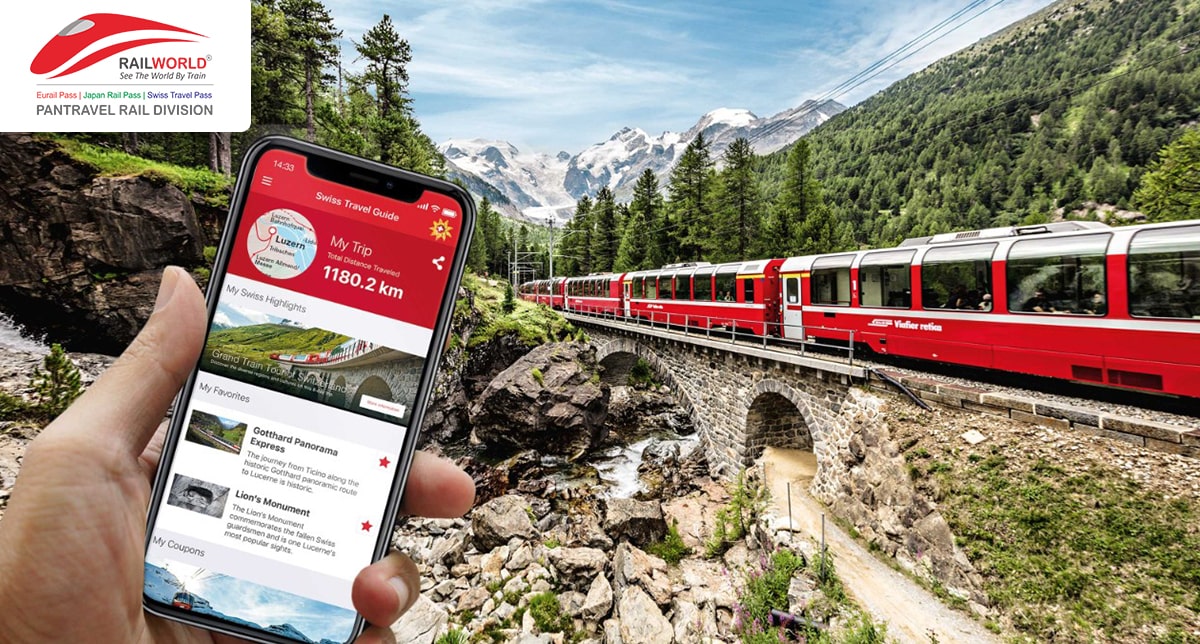 RAILWORLD®
See The World By Train
Eurail Pass | Japan Rail Pass | Swiss Travel Pass
PANTRAVEL RAIL DIVISION
14:33
Swiss Travel Guide
Luzern
My Trip
Total Distance Traveled
1180.2 km
My Swiss Highlights
Grand Train Tour of Switzerland
More information
My Favorites
Gotthard Panorama
Express
The journey from Ticino along the
historic Gotthard panoramic route
to Lucerne is historic.
Lion's Monument
The Lion's Monument
commemorates the fallen Swiss
guardsmen and is one Lucerne's
most popular sights.
My Coupons